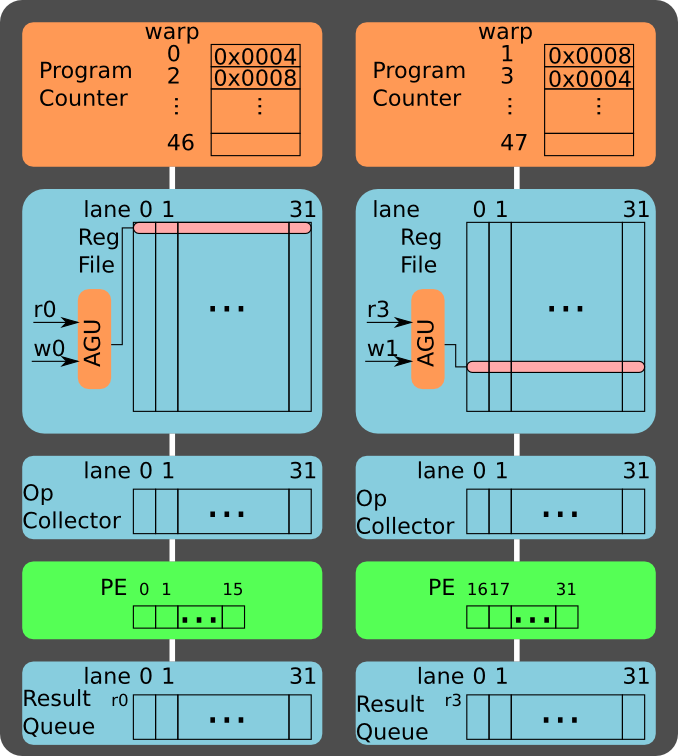 warp
0 0x0004
Program 2 0x0008
Counter ⋮ ⋮
46
warp
1 0x0008
Program 3 0x0004
Counter ⋮ ⋮
47
lane 0 1 31
Reg
File
...
r0
w0
AGU
lane 0 1 31
Reg
File
...
r3
w1
AGU
lane 0 1 31
Op
Collector ...
lane 0 1 31
Op
Collector ...
PE 0 1 15
...
PE 16 17 31
...
lane 0 1 31
Result r0
Queue ...
lane 0 1 31
Result r3
Queue ...